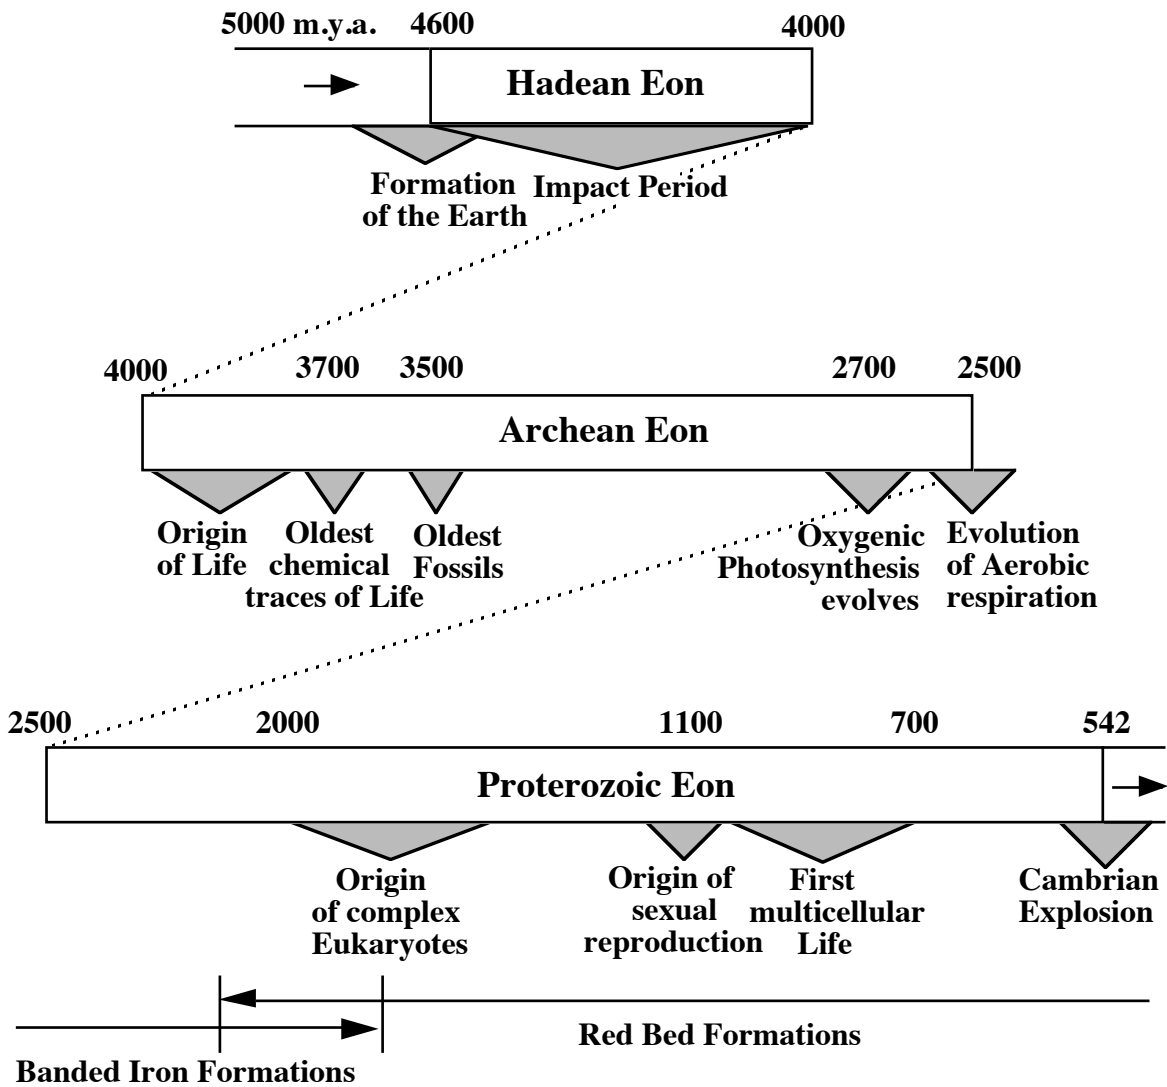 5000 m.y.a. 4600 4000
Hadean Eon
Formation
of the Earth
Impact Period
4000 3700 3500 2700 2500
Archean Eon
Origin
of Life
Oldest
chemical
traces of Life
Oldest
Fossils
Oxygenic
Photosynthesis
evolves
Evolution
of Aerobic
respiration
2500 2000 1100 700 542
Proterozoic Eon
Origin
of complex
Eukaryotes
Origin of
sexual
reproduction
First
multicellular
Life
Cambrian
Explosion
Red Bed Formations
Banded Iron Formations